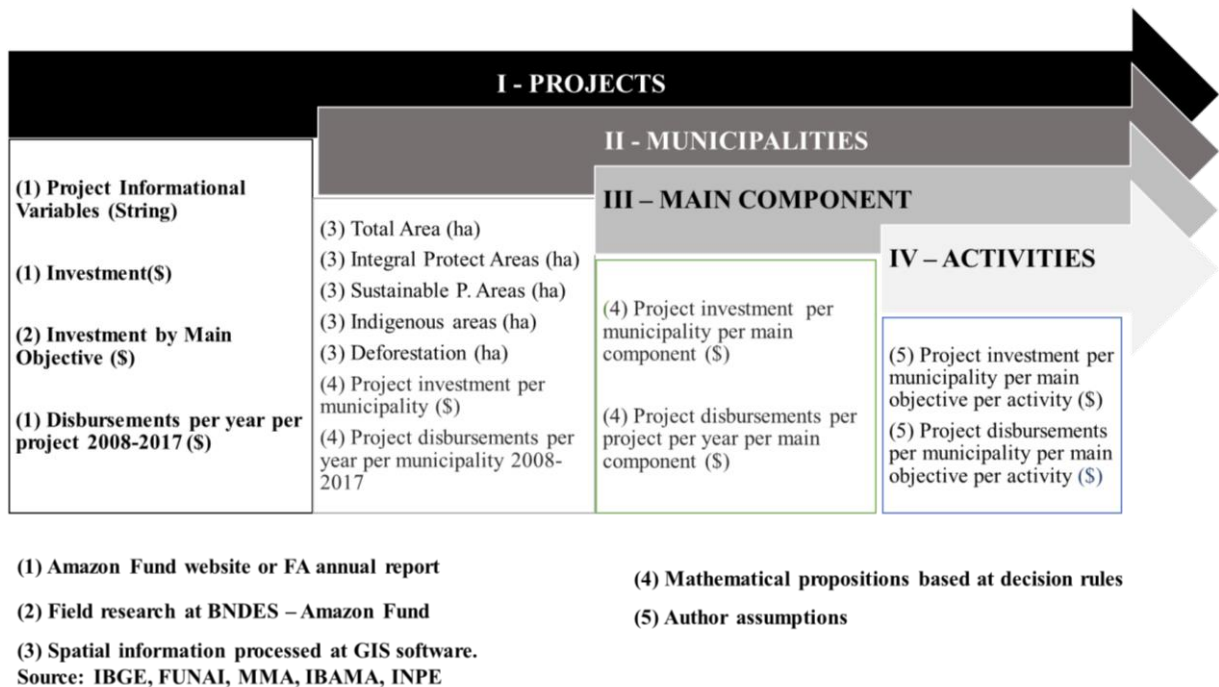 I - PROJECTS
II - MUNICIPALITIES
III – MAIN COMPONENT
IV – ACTIVITIES
(1) Project Informational
Variables (String)
(1) Investment($)
(2) Investment by Main
Objective ($)
(1) Disbursements per year per
project 2008-2017 ($)
(3) Total Area (ha)
(3) Integral Protect Areas (ha)
(3) Sustainable P. Areas (ha)
(3) Indigenous areas (ha)
(3) Deforestation (ha)
(4) Project investment per
municipality ($)
(4) Project disbursements per
year per municipality 2008-
2017
(4) Project investment per
municipality per main
component ($)
(4) Project disbursements per
project per year per main
component ($)
(5) Project investment per
municipality per main
objective per activity ($)
(5) Project disbursements
per municipality per main
objective per activity ($)
(1) Amazon Fund website or FA annual report
(2) Field research at BNDES – Amazon Fund
(3) Spatial information processed at GIS software.
Source: IBGE, FUNAI, MMA, IBAMA, INPE
(4) Mathematical propositions based at decision rules
(5) Author assumptions